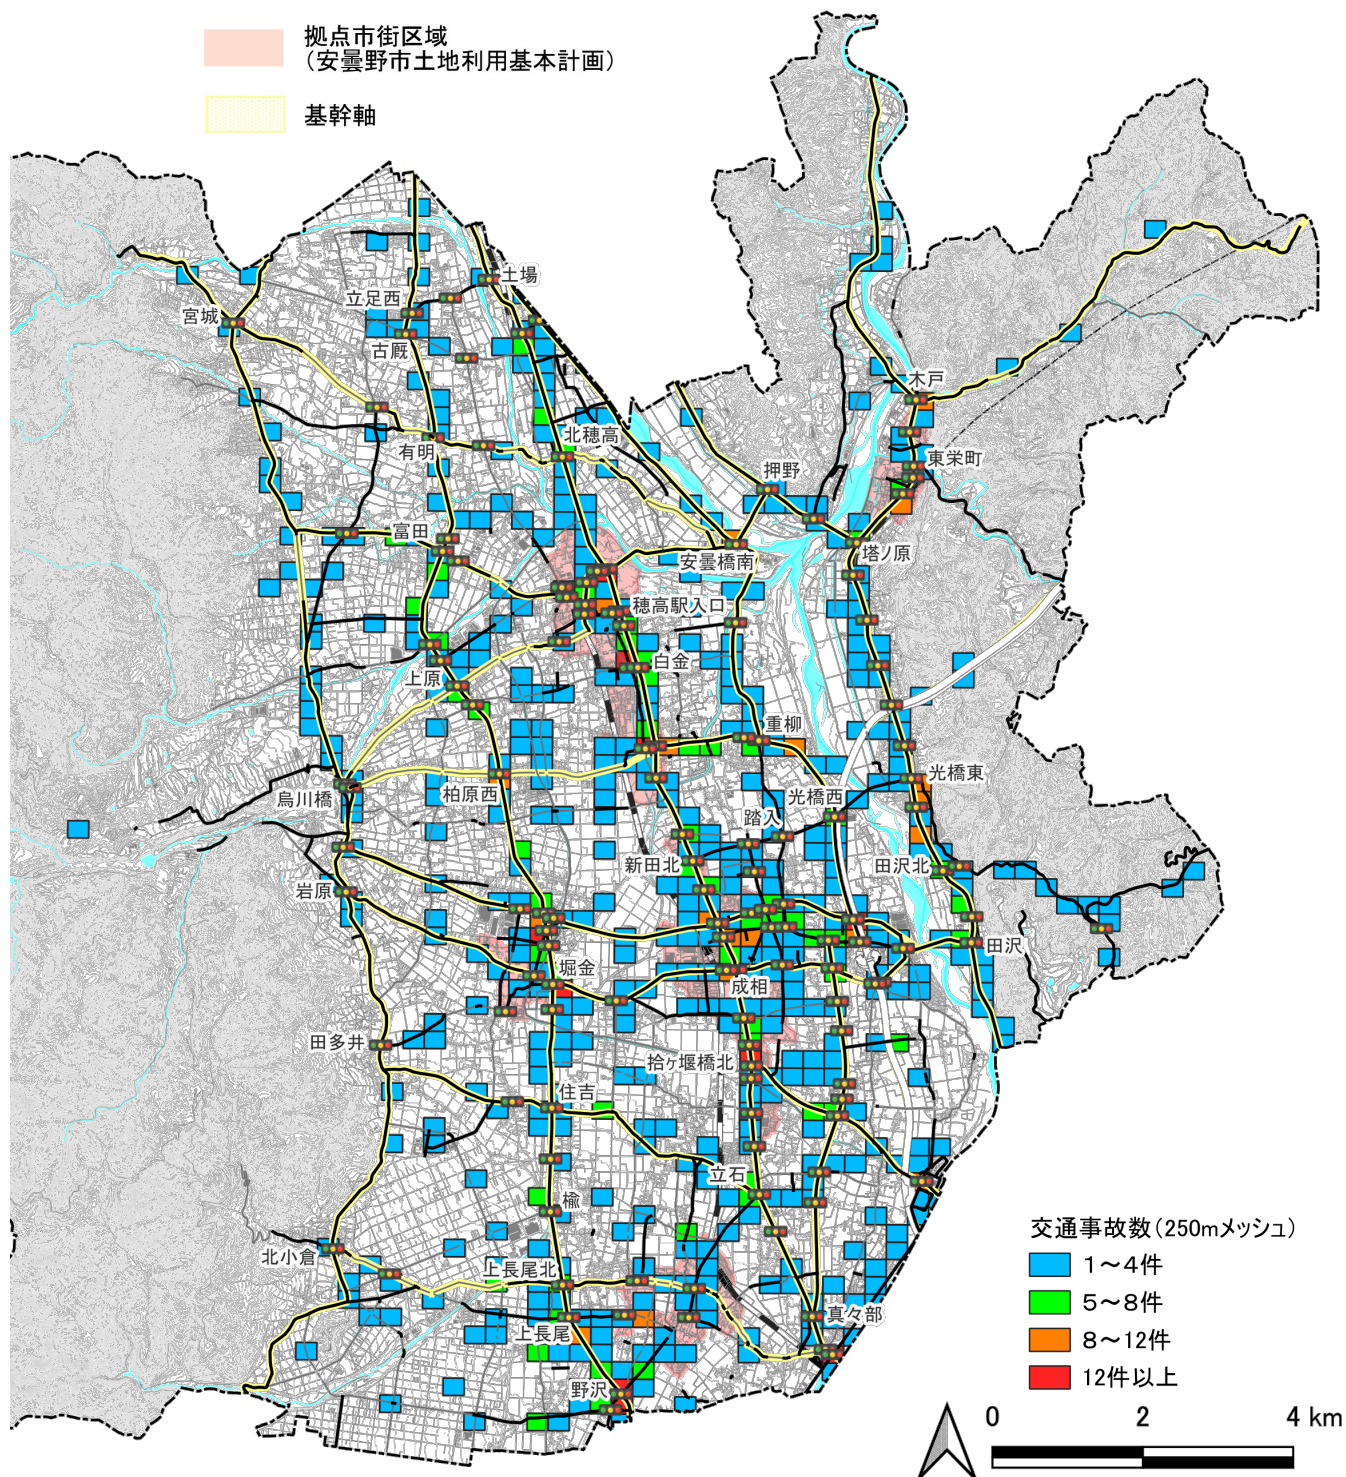 拠点市街区域
（安曇野市土地利用基本計画）
基幹軸
土場
立足西
宮城
古厩
木戸
北穂高
有明
東栄町
押野
富田
安曇橋南
塔ノ原
穂高駅入口
白金
上原
重柳
光橋東
烏川橋
柏原西
光橋西
踏入
新田北
田沢北
岩原
田沢
堀金
成相
田多井
拾ヶ堰橋北
住吉
立石
楡
北小倉
上長尾北
上長尾
真々部
野沢
交通事故数（250mメッシュ）
1～4件
5～8件
8～12件
12件以上
0 2 4 km